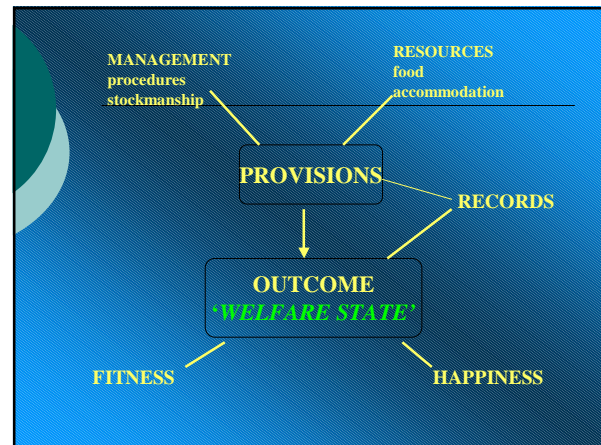 MANAGEMENT
procedures
stockmanship
RESOURCES
food
accommodation
PROVISIONS
RECORDS
OUTCOME
‘WELFARE STATE’
FITNESS
HAPPINESS